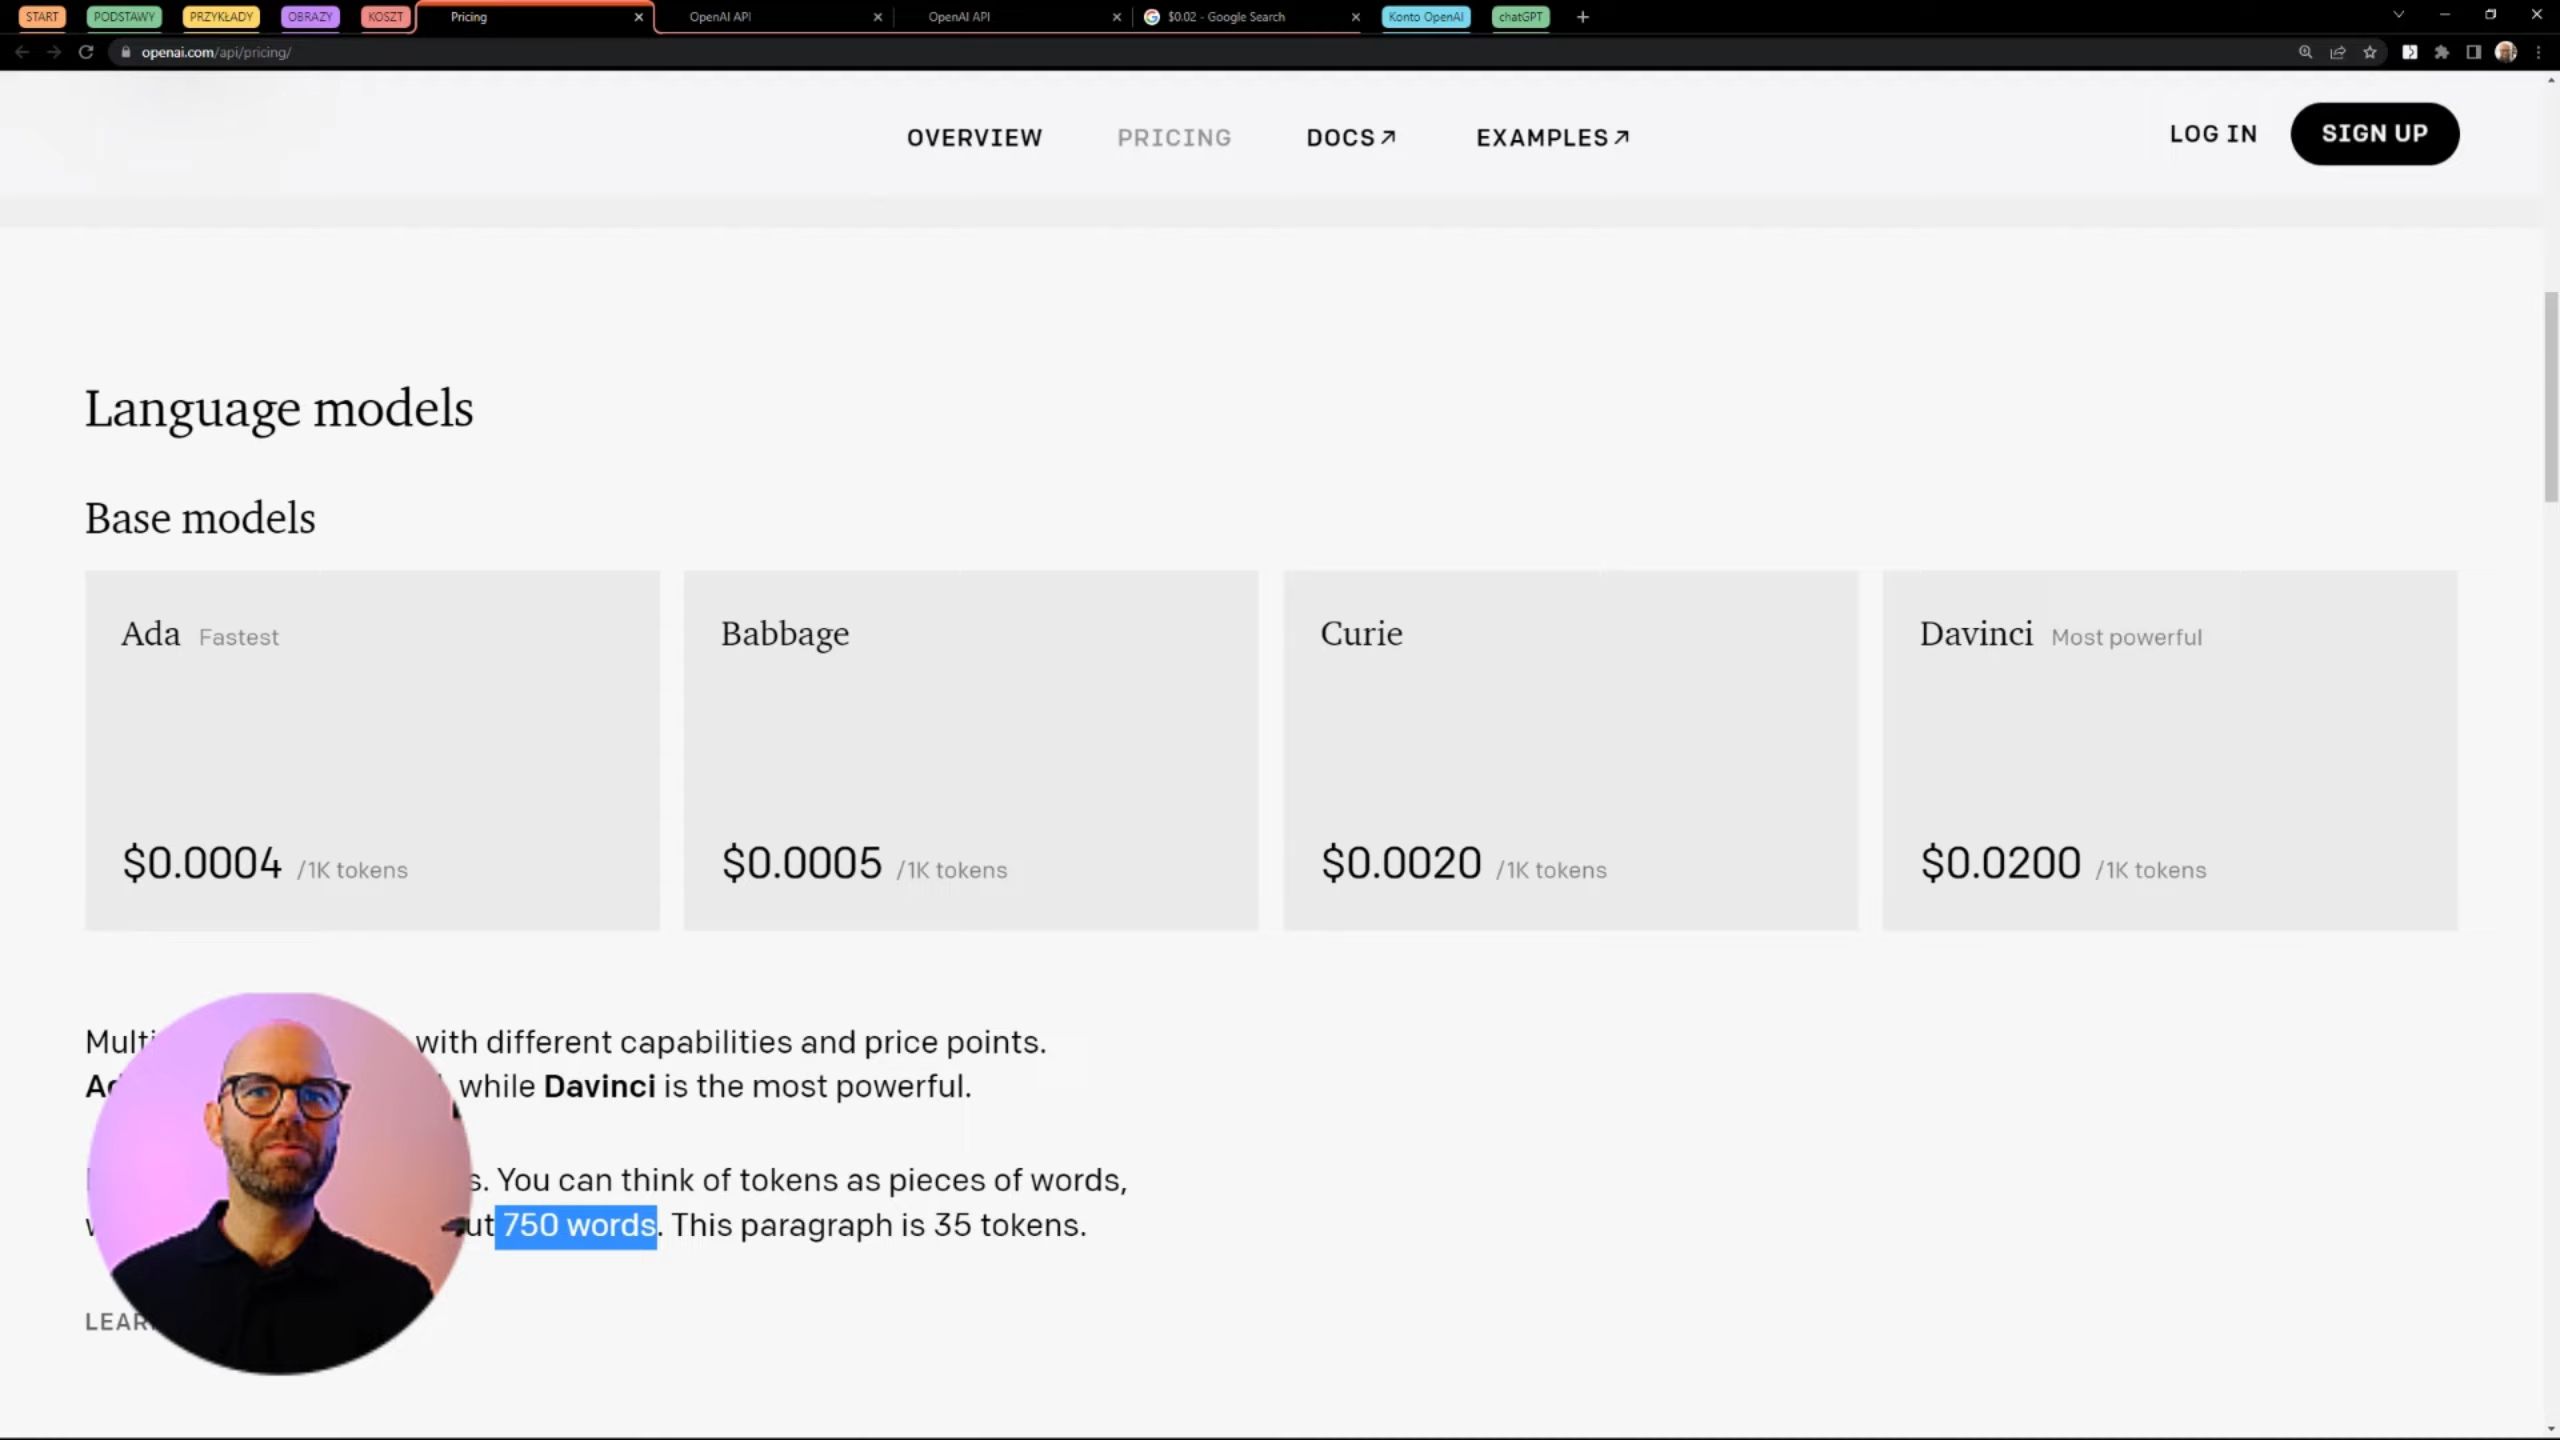 START PODSTAWY PRZYKŁADY OBRAZY KOSZT Pricing OpenAI API OpenAI API $0.02 - Google Search Konto OpenAI chatGPT
openai.com/api/pricing/
OVERVIEW PRICING DOCS↗ EXAMPLES↗ LOG IN SIGN UP
Language models
Base models
Ada Fastest
$0.0004 /1K tokens
Babbage
$0.0005 /1K tokens
Curie
$0.0020 /1K tokens
Davinci Most powerful
$0.0200 /1K tokens
with different capabilities and price points.
while Davinci is the most powerful.
You can think of tokens as pieces of words,
750 words. This paragraph is 35 tokens.